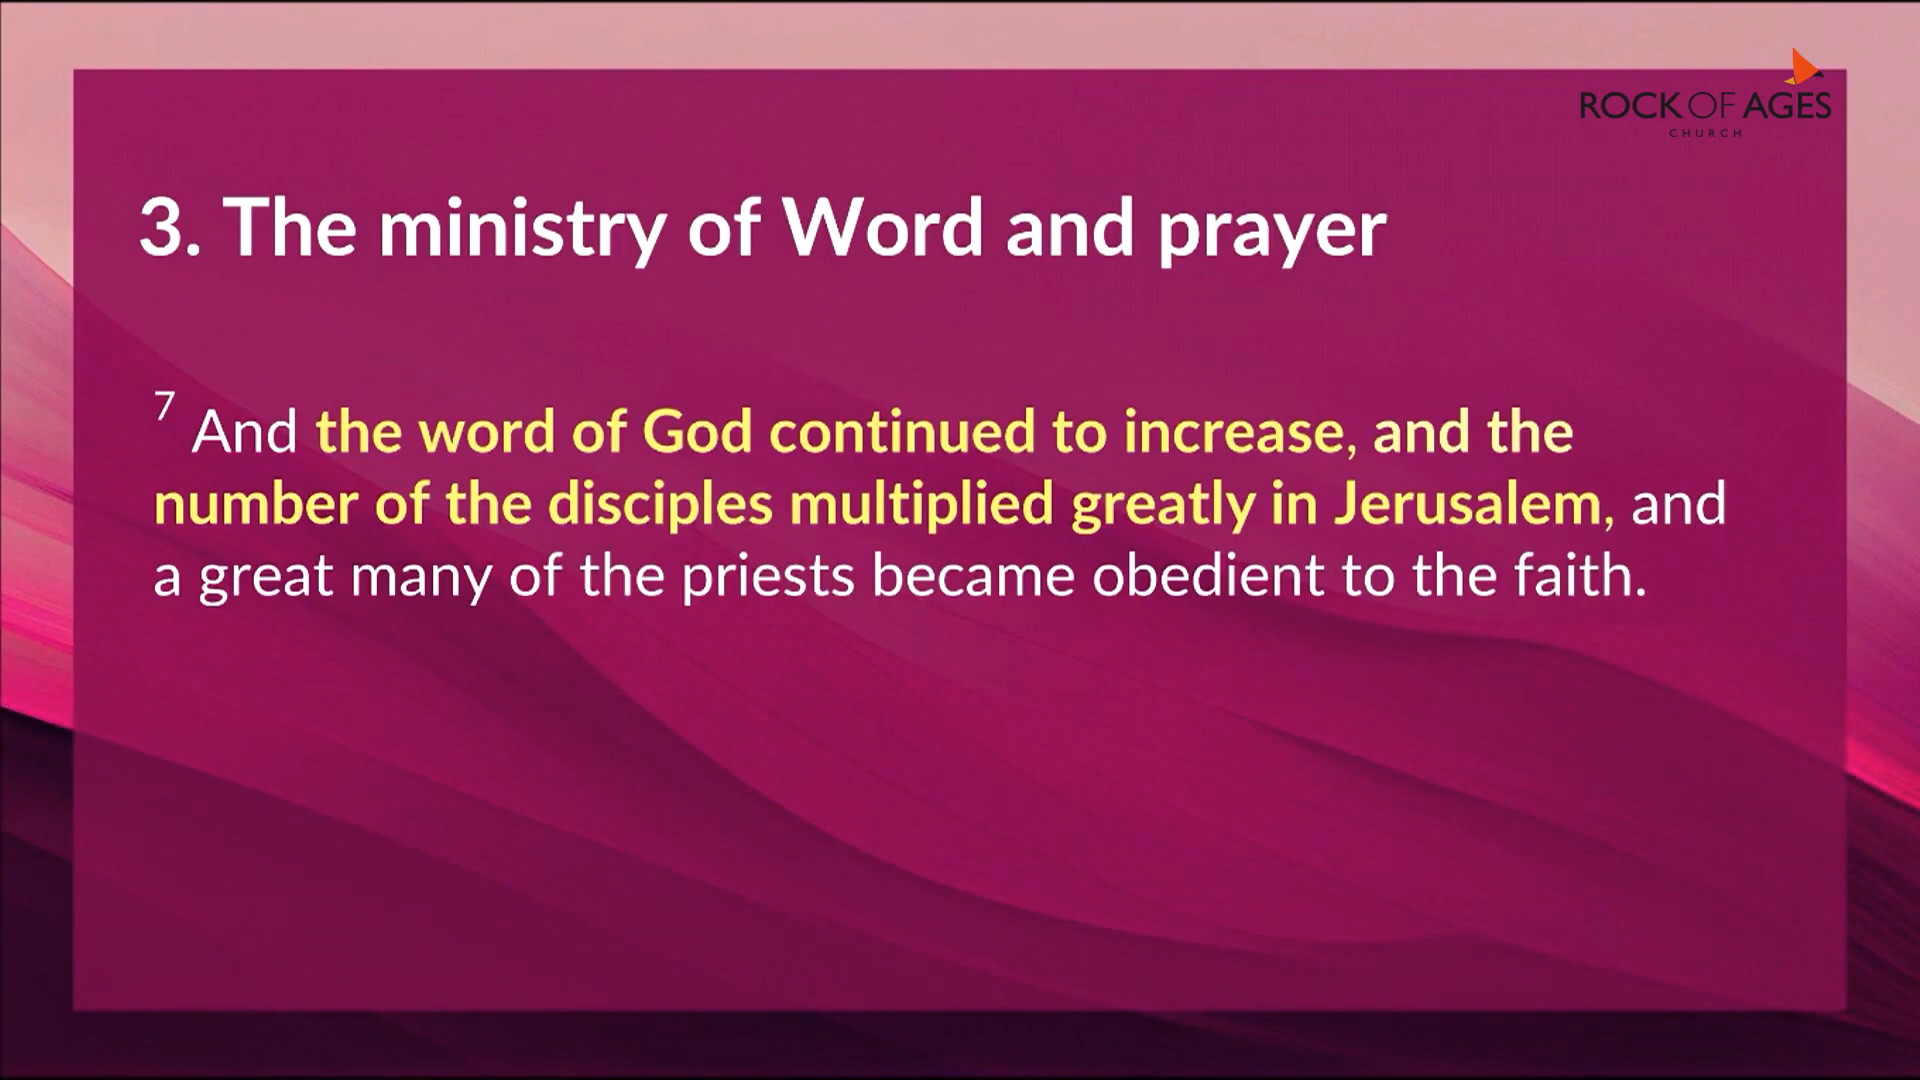 ROCK OF AGES
CHURCH
3. The ministry of Word and prayer
7 And the word of God continued to increase, and the
number of the disciples multiplied greatly in Jerusalem, and
a great many of the priests became obedient to the faith.